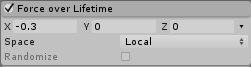 Force over Lifetime
X -0.3 Y 0 Z 0
Space Local
Randomize